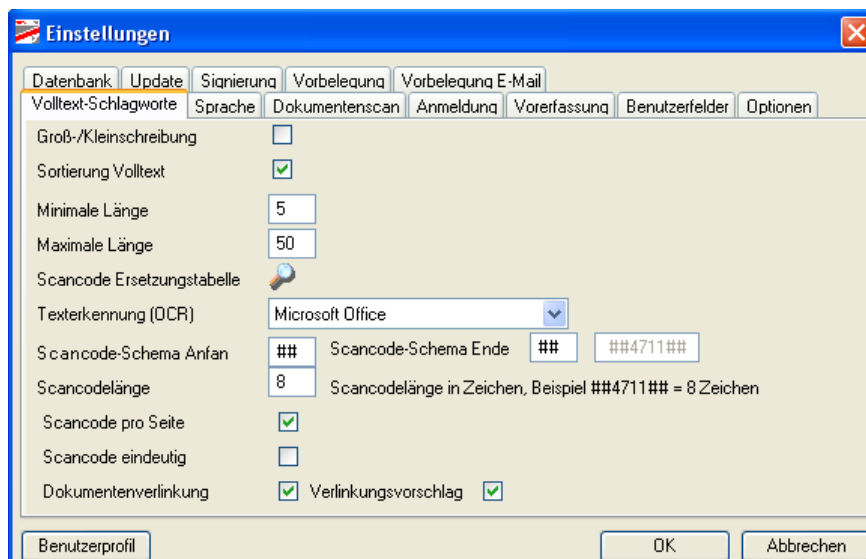 Einstellungen
Datenbank Update Signierung Vorbelegung Vorbelegung E-Mail
Volltext-Schlagworte Sprache Dokumentenscan Anmeldung Vorerfassung Benutzerfelder Optionen
Groß-/Kleinschreibung
Sortierung Volltext
Minimale Länge 5
Maximale Länge 50
Scancode Ersetzungstabelle
Texterkennung (OCR) Microsoft Office
Scancode-Schema Anfan ## Scancode-Schema Ende ## ##4711##
Scancodelänge 8 Scancodelänge in Zeichen, Beispiel ##4711## = 8 Zeichen
Scancode pro Seite
Scancode eindeutig
Dokumentenverlinkung Verlinkungsvorschlag
Benutzerprofil OK Abbrechen